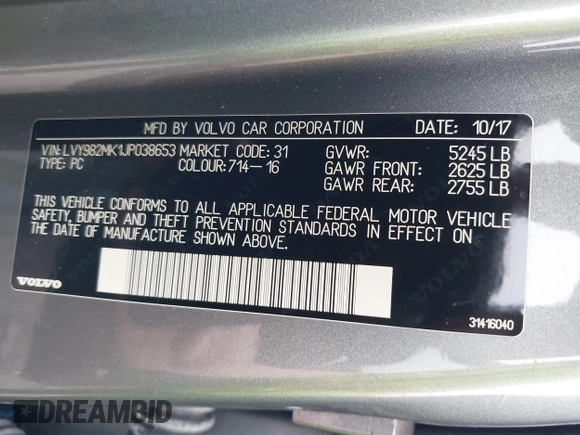 MFD BY VOLVO CAR CORPORATION DATE: 10/17
VIN: LVY982MK1JP038653 MARKET CODE: 31 GVWR: 5245 LB
TYPE: PC COLOUR: 714-16 GAWR FRONT: 2625 LB
GAWR REAR: 2755 LB
THIS VEHICLE CONFORMS TO ALL APPLICABLE FEDERAL MOTOR VEHICLE
SAFETY, BUMPER AND THEFT PREVENTION STANDARDS IN EFFECT ON
THE DATE OF MANUFACTURE SHOWN ABOVE.
VOLVO
31416040
DREAMBID